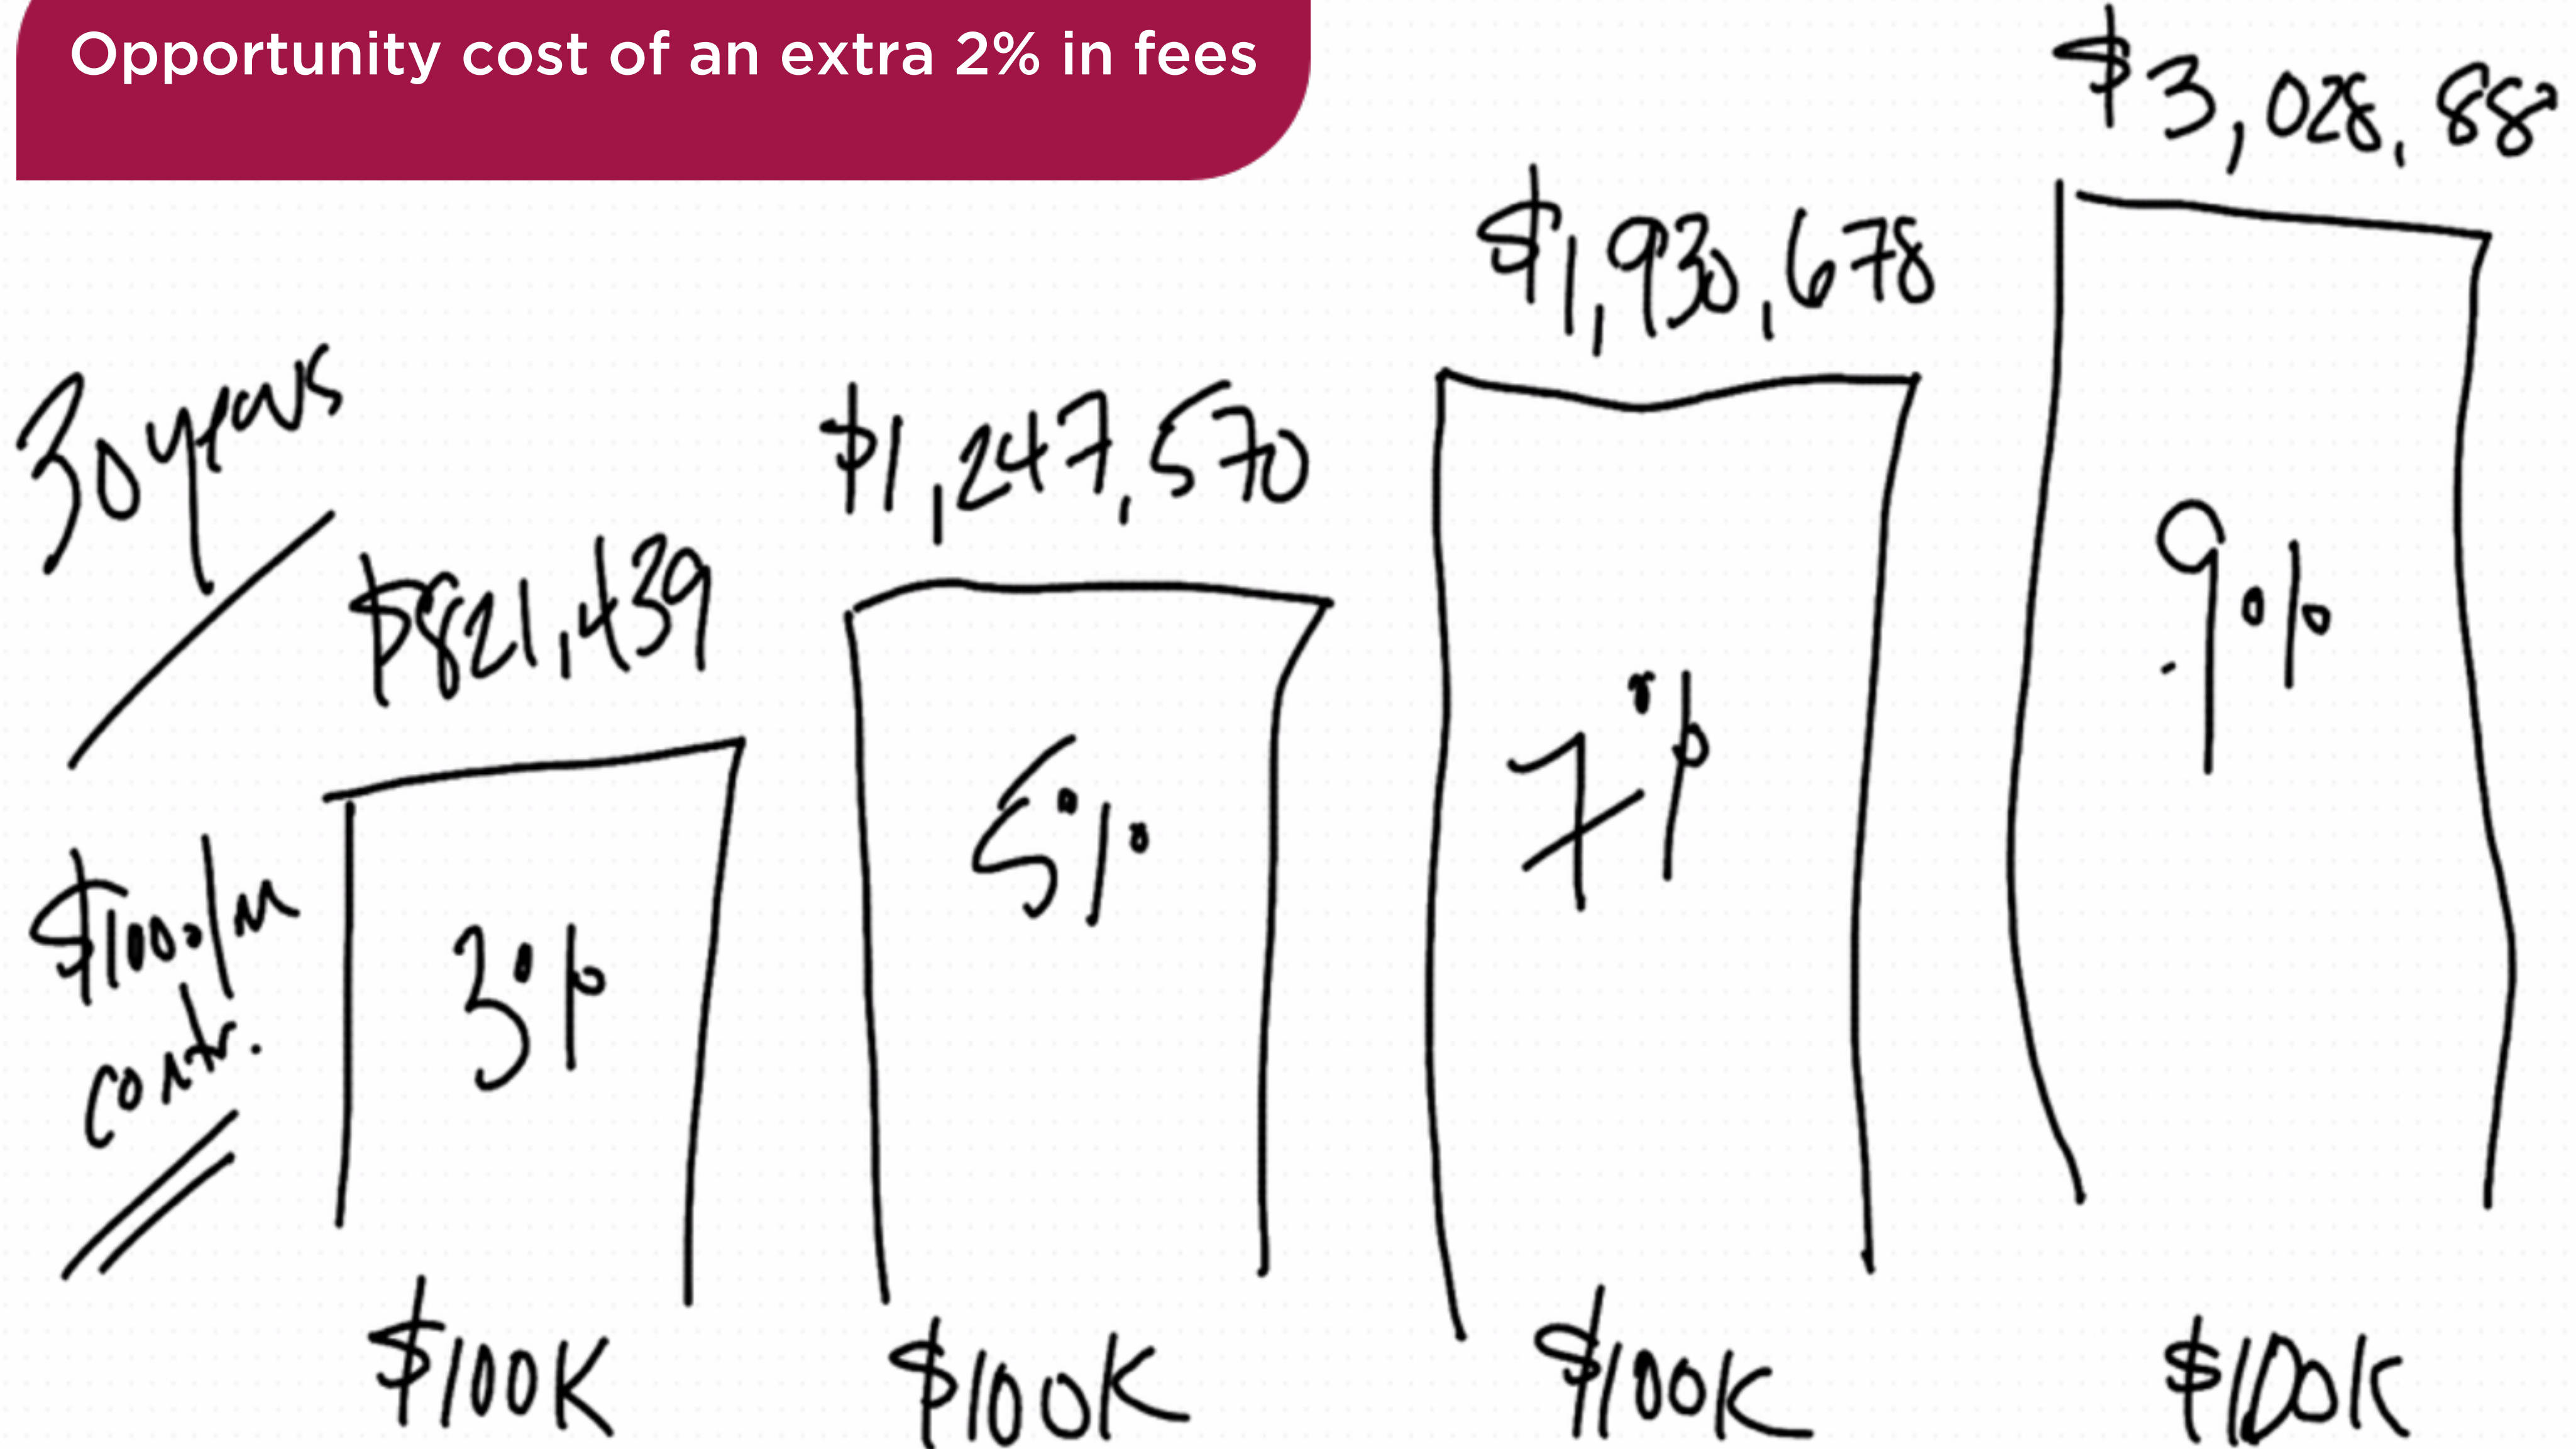 Opportunity cost of an extra 2% in fees
30 years
$1000/m
contr.
$821,439
3%
$100K
$1,247,570
5%
$100K
$1,930,678
7%
$100K
$3,028,882
9%
$100K